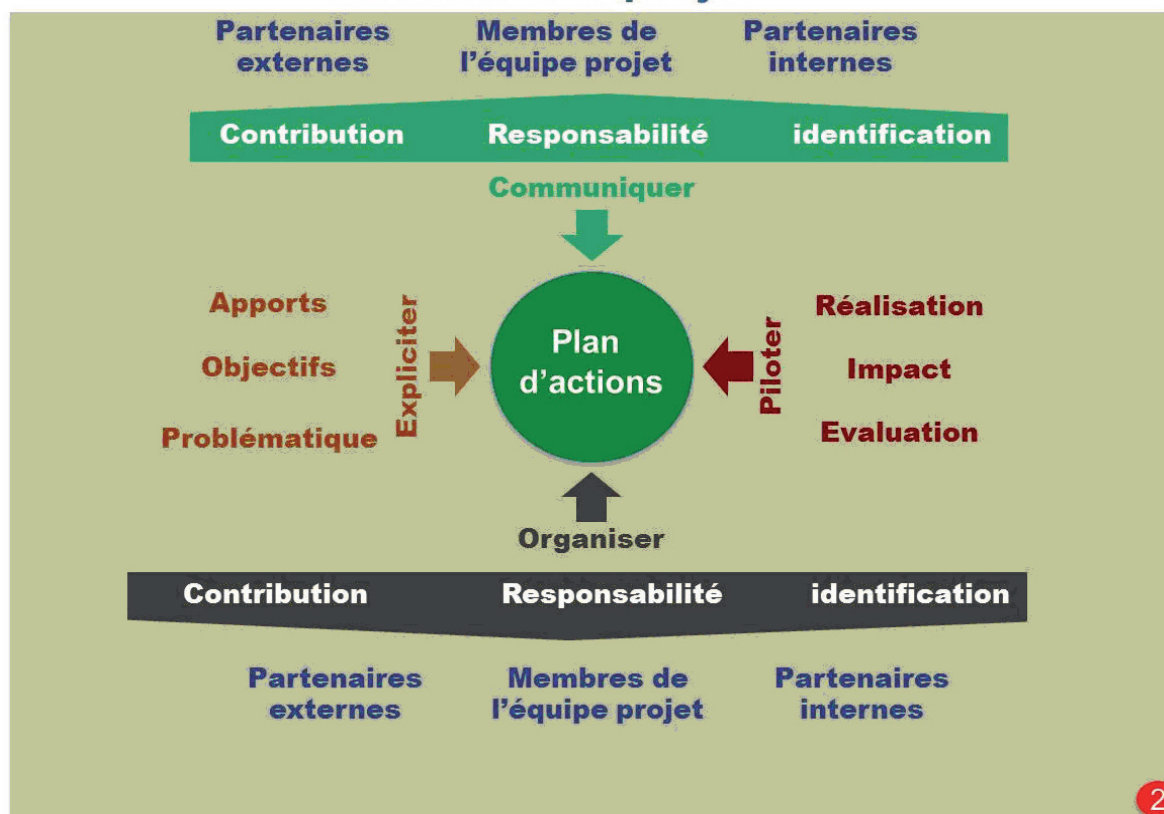 Partenaires externes
Membres de l'équipe projet
Partenaires internes
Contribution
Responsabilité
identification
Communiquer
Apports
Objectifs
Problématique
Expliciter
Plan
d'actions
Piloter
Réalisation
Impact
Evaluation
Organiser
Contribution
Responsabilité
identification
Partenaires externes
Membres de l'équipe projet
Partenaires internes
2